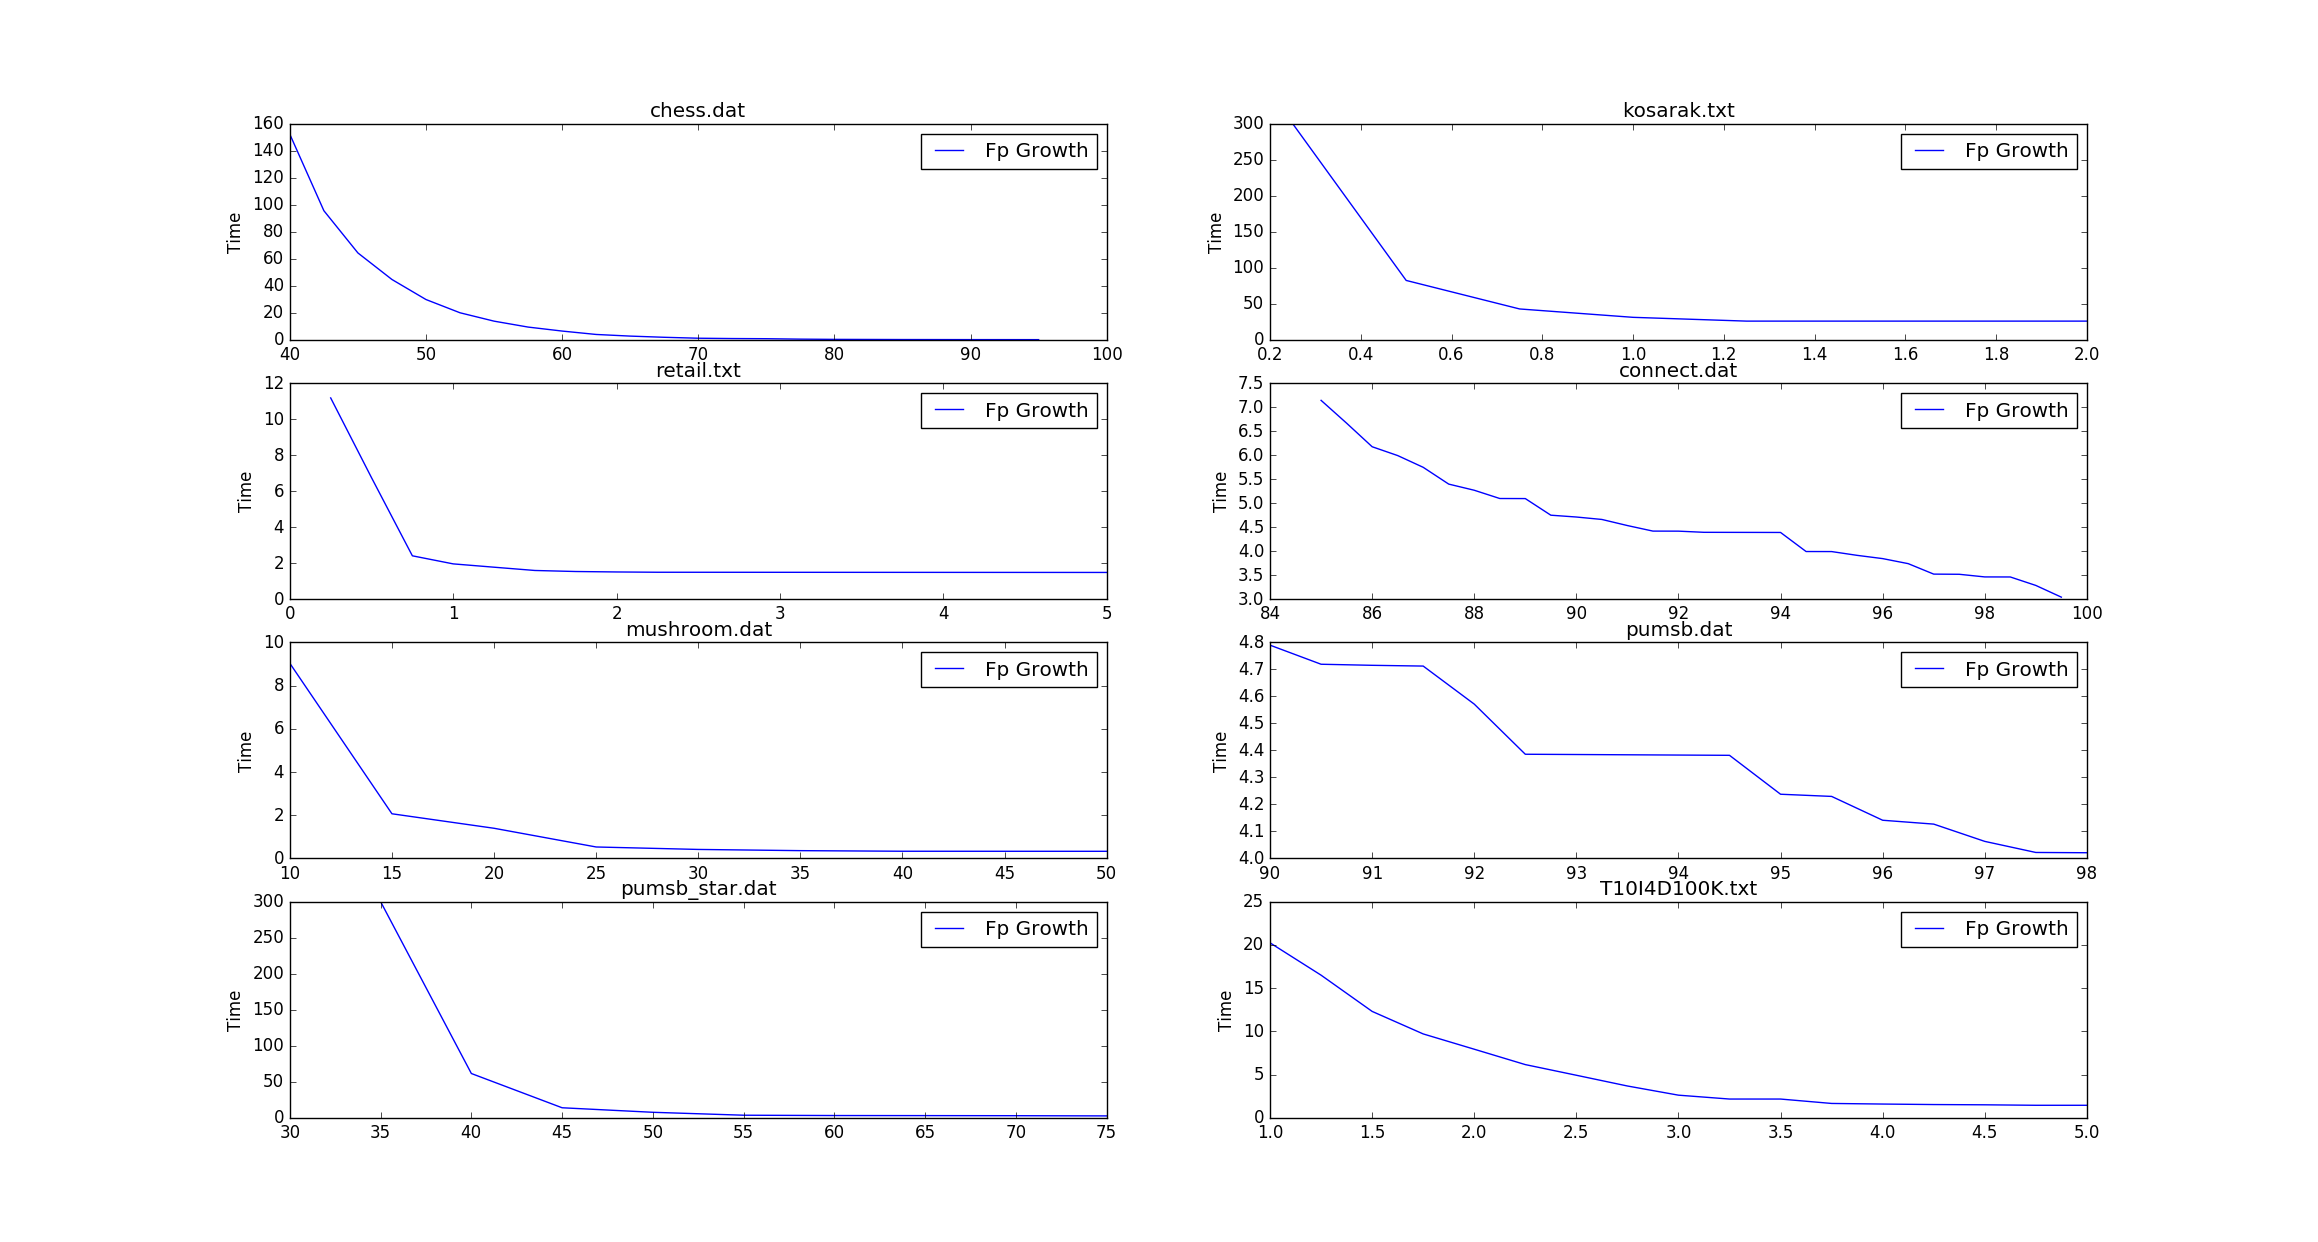 chess.dat
160
140
120
100
80
60
40
20
0
Time
Fp Growth
40 50 60 70 80 90 100
kosarak.txt
300
250
200
150
100
50
0
Time
Fp Growth
0.2 0.4 0.6 0.8 1.0 1.2 1.4 1.6 1.8 2.0
retail.txt
12
10
8
6
4
2
0
Time
Fp Growth
0 1 2 3 4 5
connect.dat
7.5
7.0
6.5
6.0
5.5
5.0
4.5
4.0
3.5
3.0
Time
Fp Growth
84 86 88 90 92 94 96 98 100
mushroom.dat
10
8
6
4
2
0
Time
Fp Growth
10 15 20 25 30 35 40 45 50
pumsb.dat
4.8
4.7
4.6
4.5
4.4
4.3
4.2
4.1
4.0
Time
Fp Growth
90 91 92 93 94 95 96 97 98
pumsb_star.dat
300
250
200
150
100
50
0
Time
Fp Growth
30 35 40 45 50 55 60 65 70 75
T10I4D100K.txt
25
20
15
10
5
0
Time
Fp Growth
1.0 1.5 2.0 2.5 3.0 3.5 4.0 4.5 5.0